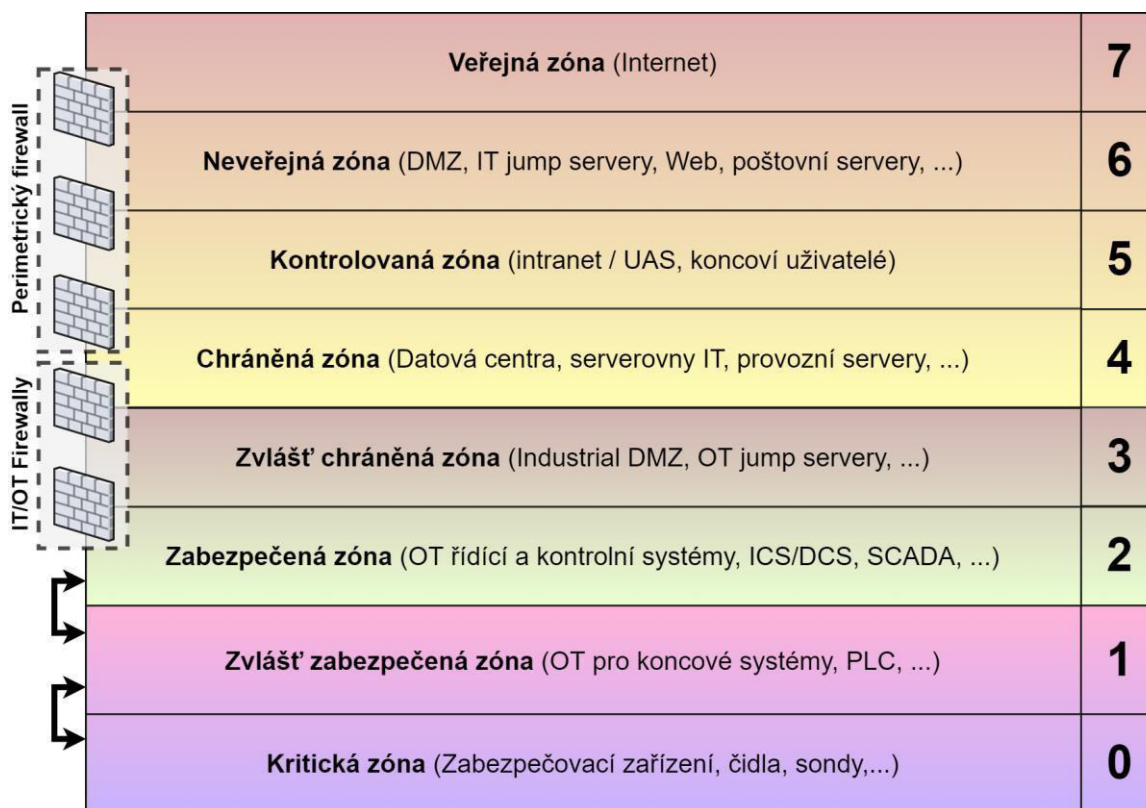 Veřejná zóna (Internet) 7
Neveřejná zóna (DMZ, IT jump servery, Web, poštovní servery, ...) 6
Kontrolovaná zóna (intranet / UAS, koncoví uživatelé) 5
Chráněná zóna (Datová centra, serverovny IT, provozní servery, ...) 4
Zvlášť chráněná zóna (Industrial DMZ, OT jump servery, ...) 3
Zabezpečená zóna (OT řídící a kontrolní systémy, ICS/DCS, SCADA, ...) 2
Zvlášť zabezpečená zóna (OT pro koncové systémy, PLC, ...) 1
Kritická zóna (Zabezpečovací zařízení, čidla, sondy,...) 0
Perimetrický firewall
IT/OT Firewally